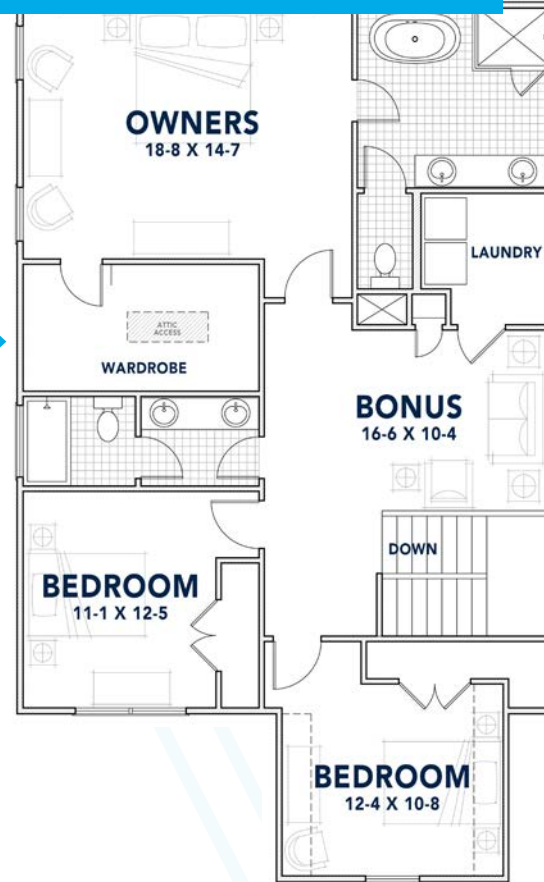 OWNERS
18-8 X 14-7
LAUNDRY
ATTIC
ACCESS
WARDROBE
BONUS
16-6 X 10-4
DOWN
BEDROOM
11-1 X 12-5
BEDROOM
12-4 X 10-8